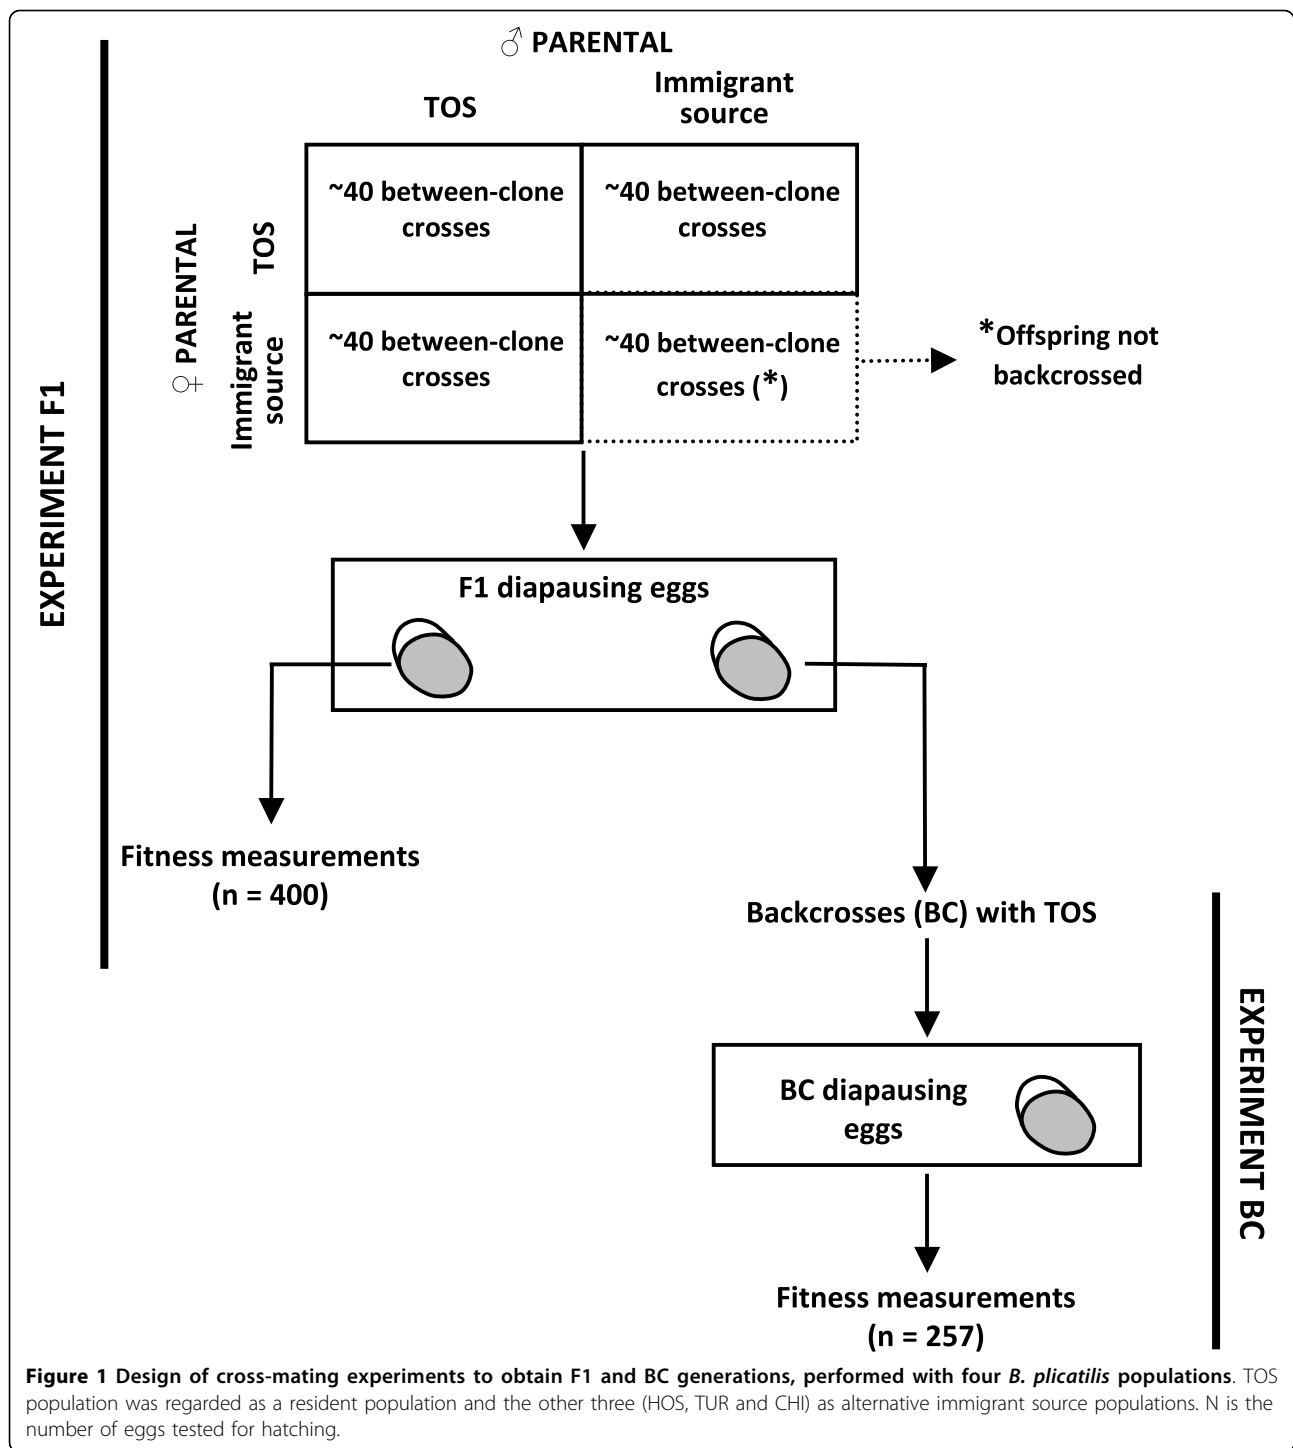 ♂ PARENTAL
TOS
Immigrant
source
♀ PARENTAL
TOS
Immigrant
source
~40 between-clone
crosses
~40 between-clone
crosses
~40 between-clone
crosses
~40 between-clone
crosses (*)
*Offspring not
backcrossed
EXPERIMENT F1
F1 diapausing eggs
Fitness measurements
(n = 400)
Backcrosses (BC) with TOS
EXPERIMENT BC
BC diapausing
eggs
Fitness measurements
(n = 257)
Figure 1 Design of cross-mating experiments to obtain F1 and BC generations, performed with four B. plicatilis populations. TOS
population was regarded as a resident population and the other three (HOS, TUR and CHI) as alternative immigrant source populations. N is the
number of eggs tested for hatching.